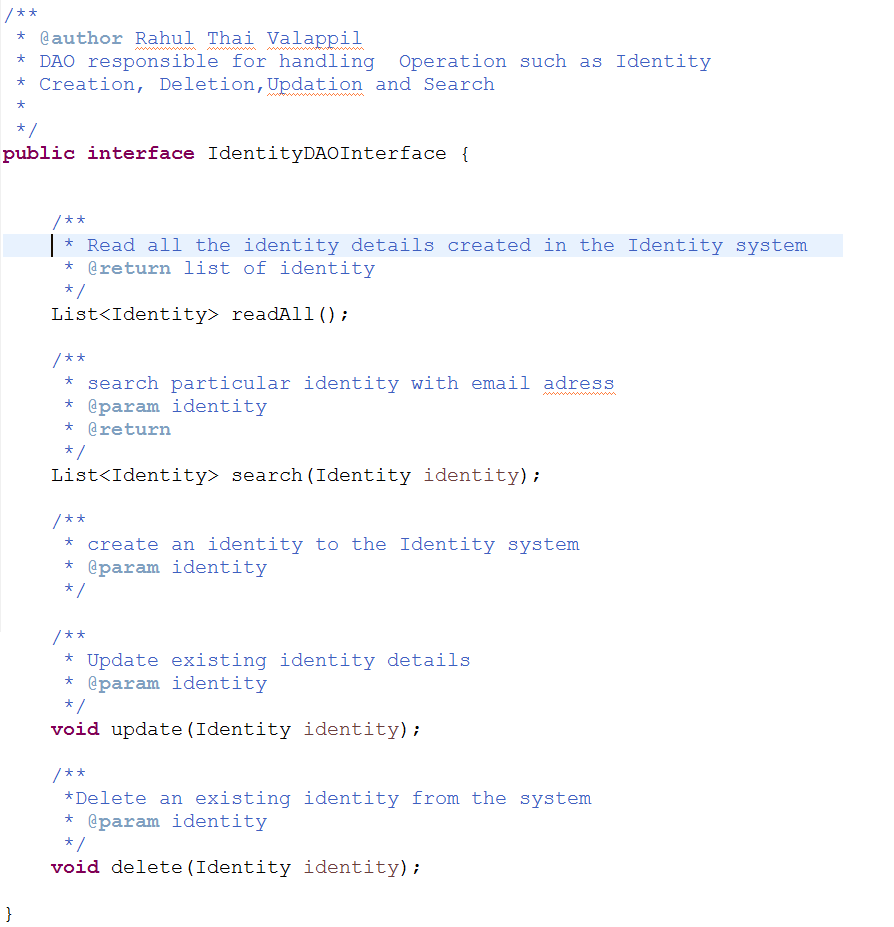 /**
 * @author Rahul Thai Valappil
 * DAO responsible for handling  Operation such as Identity
 * Creation, Deletion,Updation and Search
 *
 */
public interface IdentityDAOInterface {
    /**
     * Read all the identity details created in the Identity system
     * @return list of identity
     */
    List<Identity> readAll();
    /**
     * search particular identity with email adress
     * @param identity
     * @return
     */
    List<Identity> search(Identity identity);
    /**
     * create an identity to the Identity system
     * @param identity
     */
    /**
     * Update existing identity details
     * @param identity
     */
    void update(Identity identity);
    /**
     *Delete an existing identity from the system
     * @param identity
     */
    void delete(Identity identity);
}